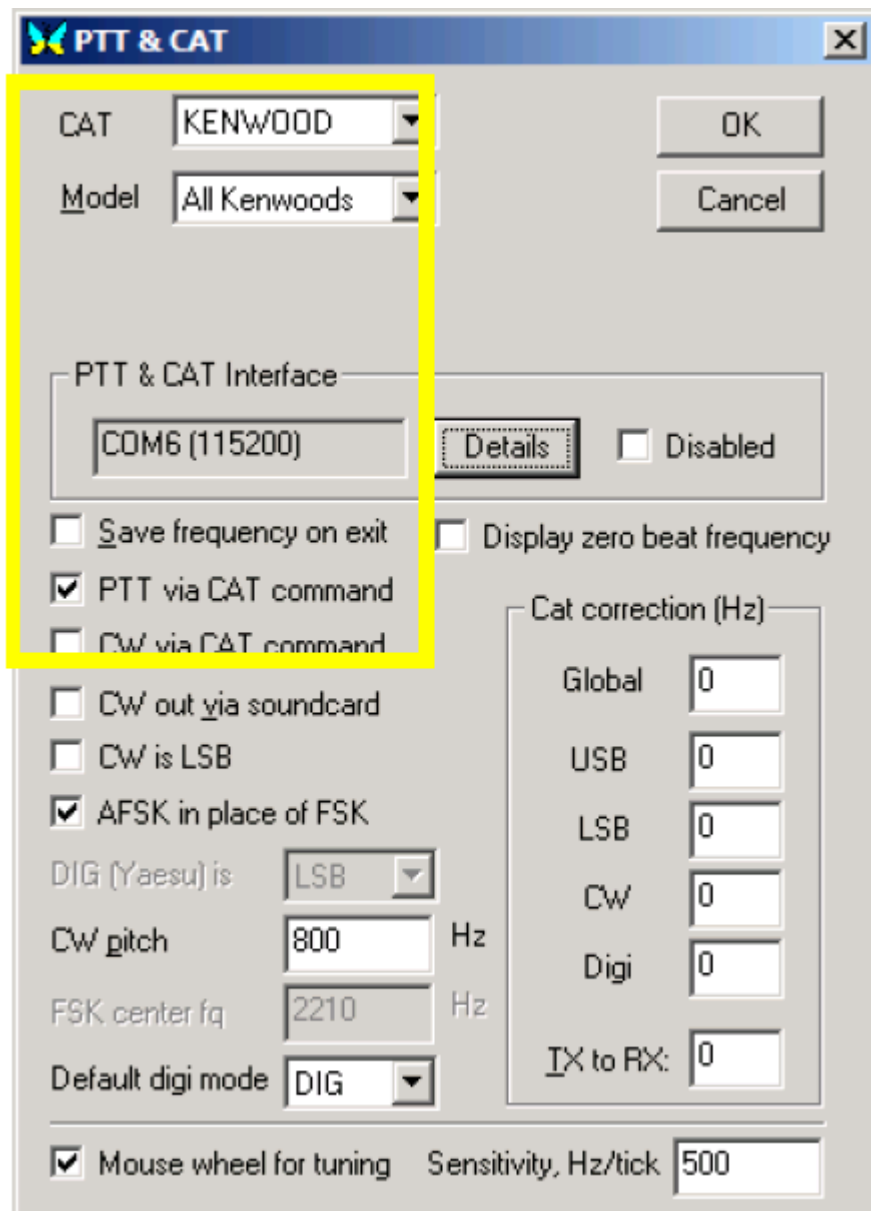 PTT & CAT
CAT KENWOOD OK
Model All Kenwoods Cancel
PTT & CAT Interface
COM6 (115200) Details Disabled
Save frequency on exit Display zero beat frequency
PTT via CAT command
Cat correction (Hz)
CW via CAT command
Global 0
CW out via soundcard
CW is LSB USB 0
AFSK in place of FSK LSB 0
DIG (Yaesu) is LSB
CW 0
CW pitch 800 Hz
Digi 0
FSK center fq 2210 Hz
TX to RX: 0
Default digi mode DIG
Mouse wheel for tuning Sensitivity, Hz/tick 500